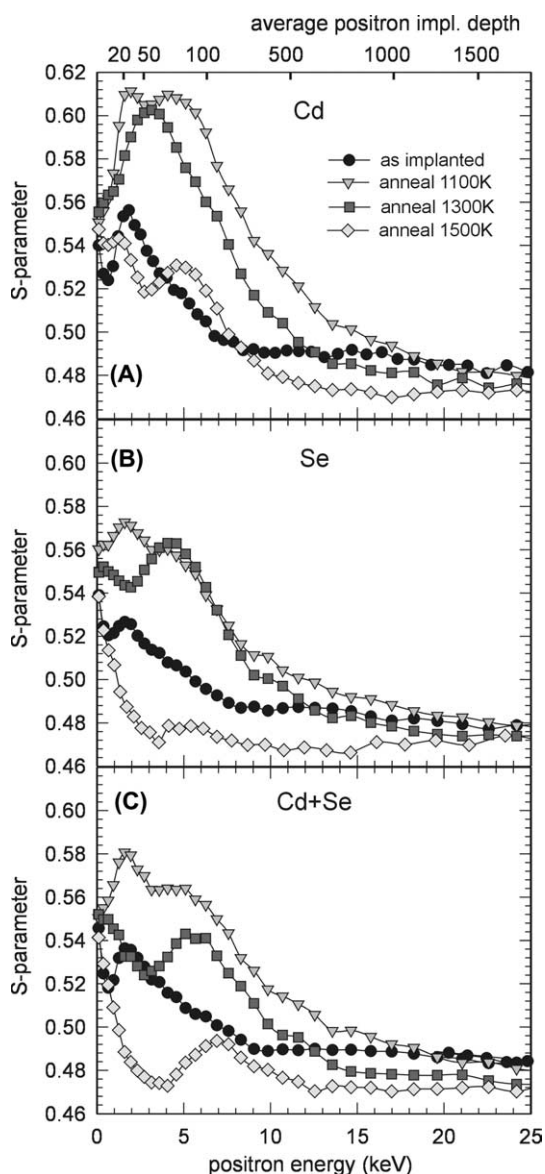 average positron impl. depth
20 50 100 500 1000 1500
0.62
0.60
0.58
0.56
0.54
0.52
0.50
0.48
0.46
S-parameter
Cd
as implanted
anneal 1100K
anneal 1300K
anneal 1500K
(A)
(B)
Se
0.60
0.58
0.56
0.54
0.52
0.50
0.48
0.46
S-parameter
(C)
Cd+Se
0.60
0.58
0.56
0.54
0.52
0.50
0.48
0.46
S-parameter
0 5 10 15 20 25
positron energy (keV)